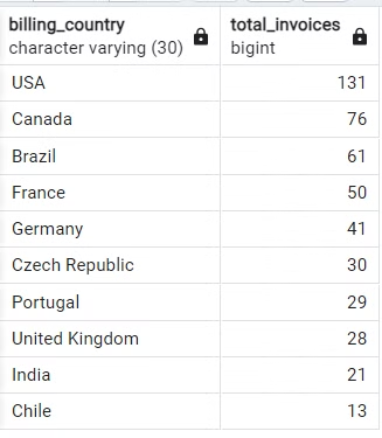 billing_country total_invoices
character varying (30) bigint
USA 131
Canada 76
Brazil 61
France 50
Germany 41
Czech Republic 30
Portugal 29
United Kingdom 28
India 21
Chile 13